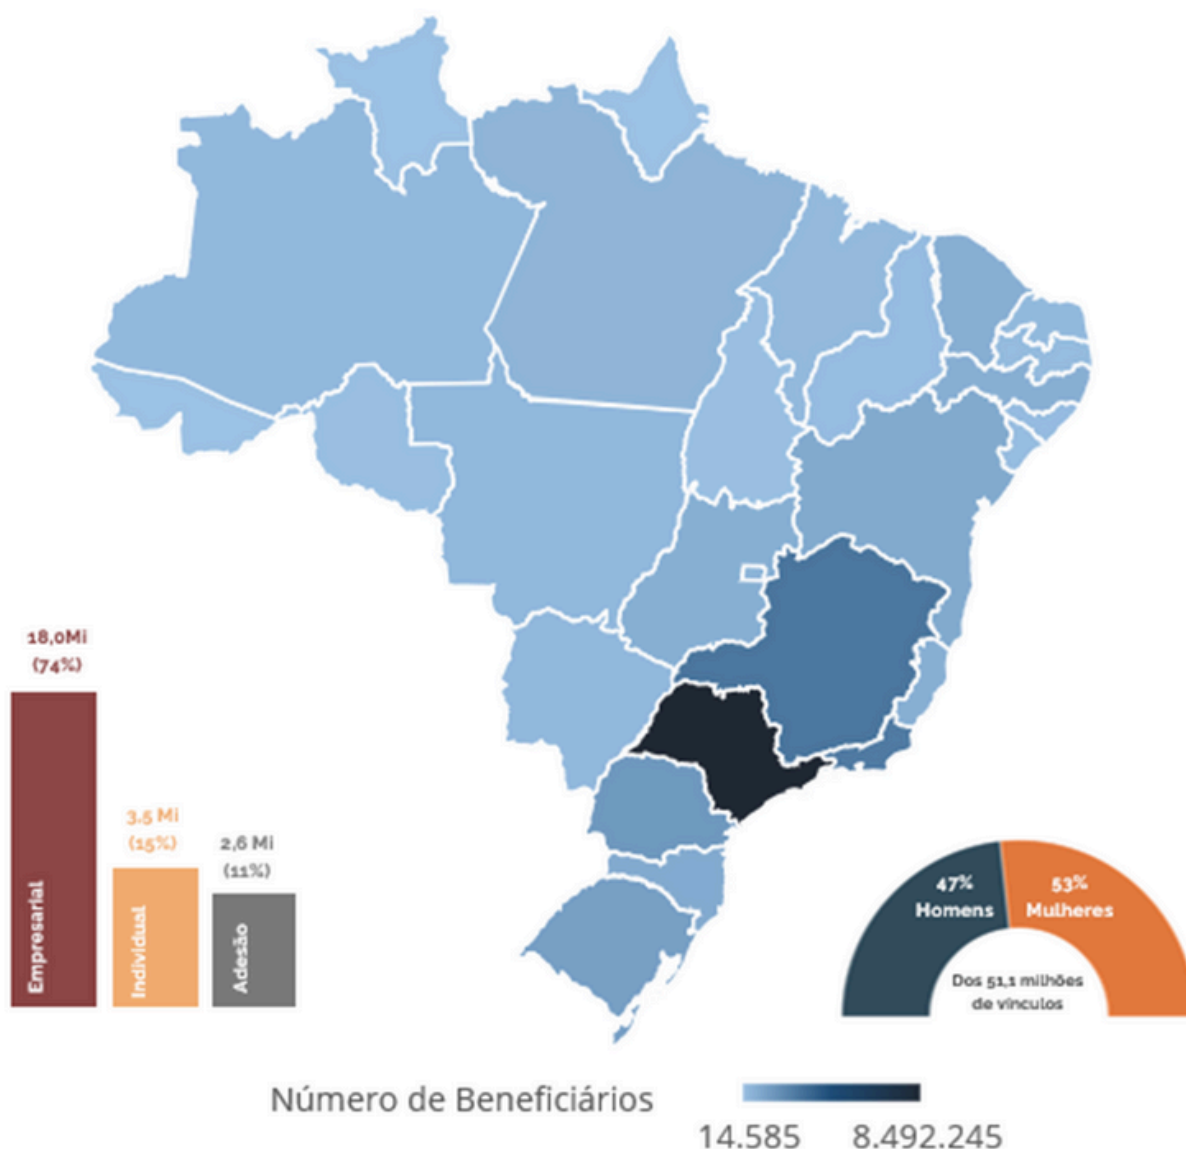 18,0Mi
(74%)
Empresarial
3,5 Mi
(15%)
Individual
2,6 Mi
(11%)
Adesão
47%
Homens
53%
Mulheres
Dos 51,1 milhões
de vínculos
Número de Beneficiários
14.585
8.492.245